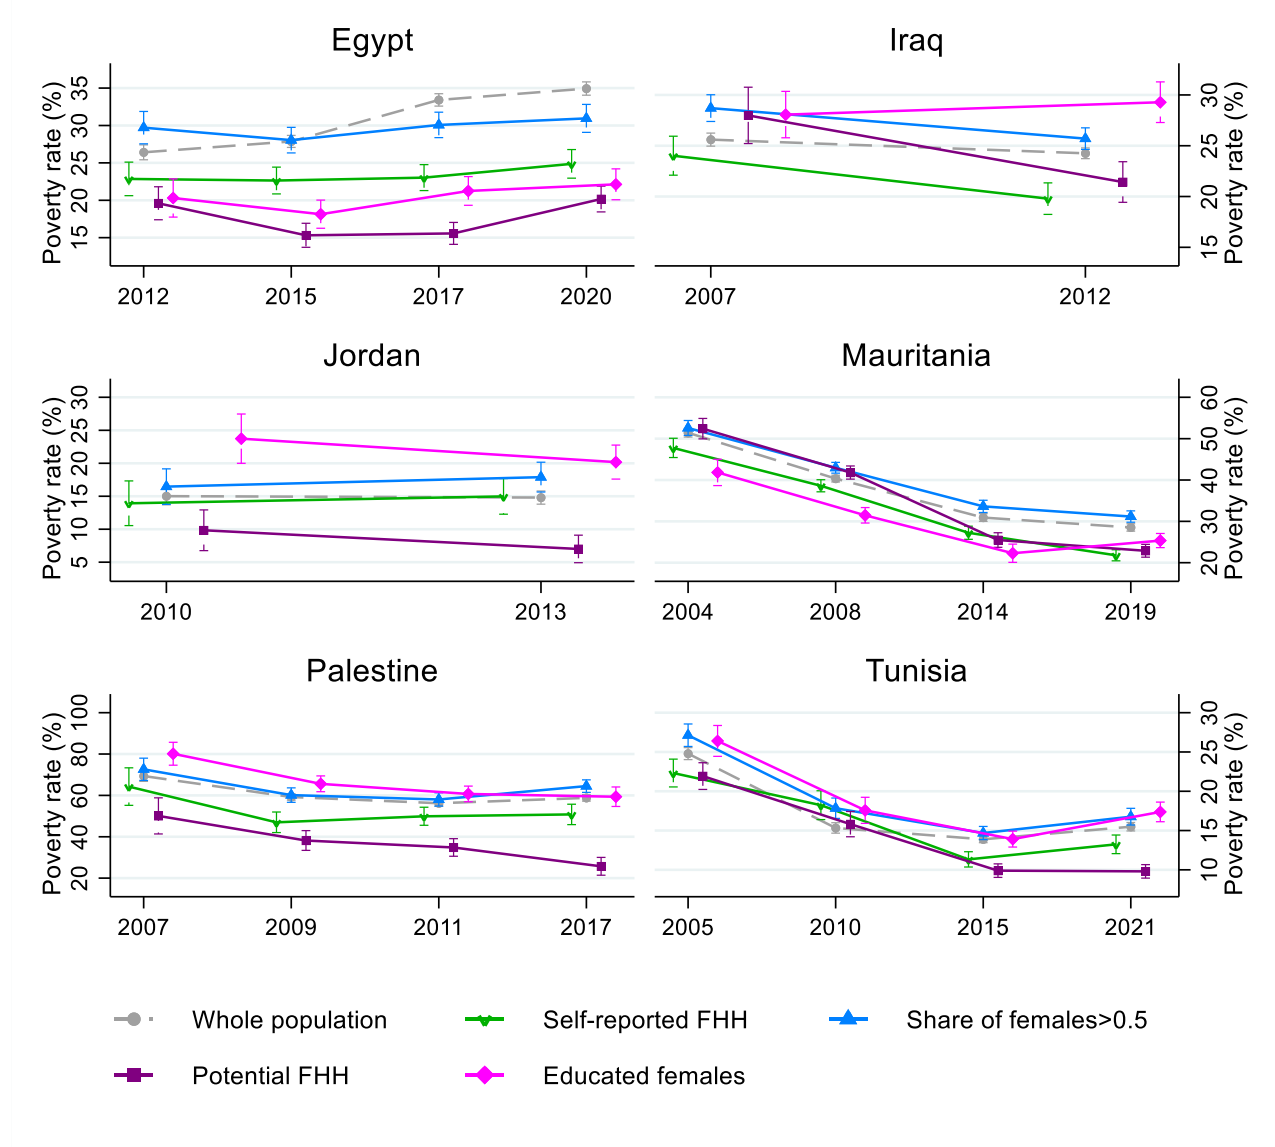 Egypt
Poverty rate (%)
35
30
25
20
15
2012
2015
2017
2020
Iraq
Poverty rate (%)
30
25
20
15
2007
2012
Jordan
Poverty rate (%)
30
25
20
15
10
5
2010
2013
Mauritania
Poverty rate (%)
60
50
40
30
20
2004
2008
2014
2019
Palestine
Poverty rate (%)
100
80
60
40
20
2007
2009
2011
2017
Tunisia
Poverty rate (%)
30
25
20
15
10
2005
2010
2015
2021
Whole population
Self-reported FHH
Share of females>0.5
Potential FHH
Educated females